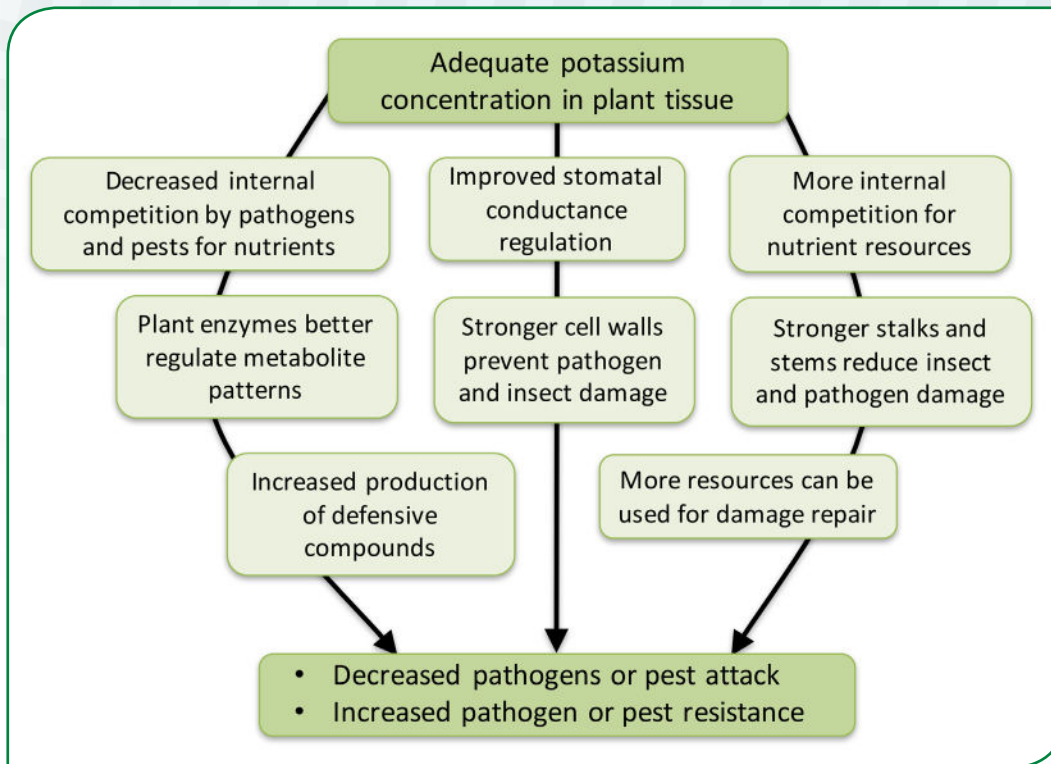 Adequate potassium
concentration in plant tissue
Decreased internal
competition by pathogens
and pests for nutrients
Improved stomatal
conductance
regulation
More internal
competition for
nutrient resources
Plant enzymes better
regulate metabolite
patterns
Stronger cell walls
prevent pathogen
and insect damage
Stronger stalks and
stems reduce insect
and pathogen damage
Increased production
of defensive
compounds
More resources can be
used for damage repair
• Decreased pathogens or pest attack
• Increased pathogen or pest resistance